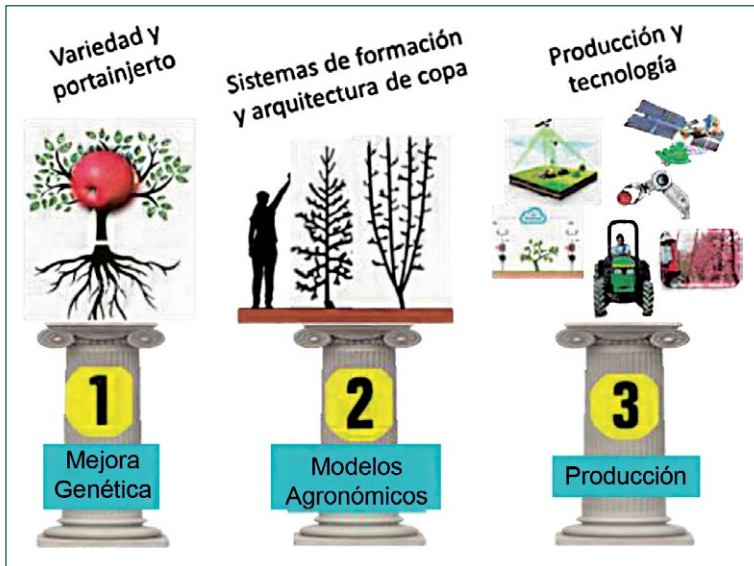 Variedad y
portainjerto
Sistemas de formación
y arquitectura de copa
Producción y
tecnología
1
Mejora
Genética
2
Modelos
Agronómicos
3
Producción